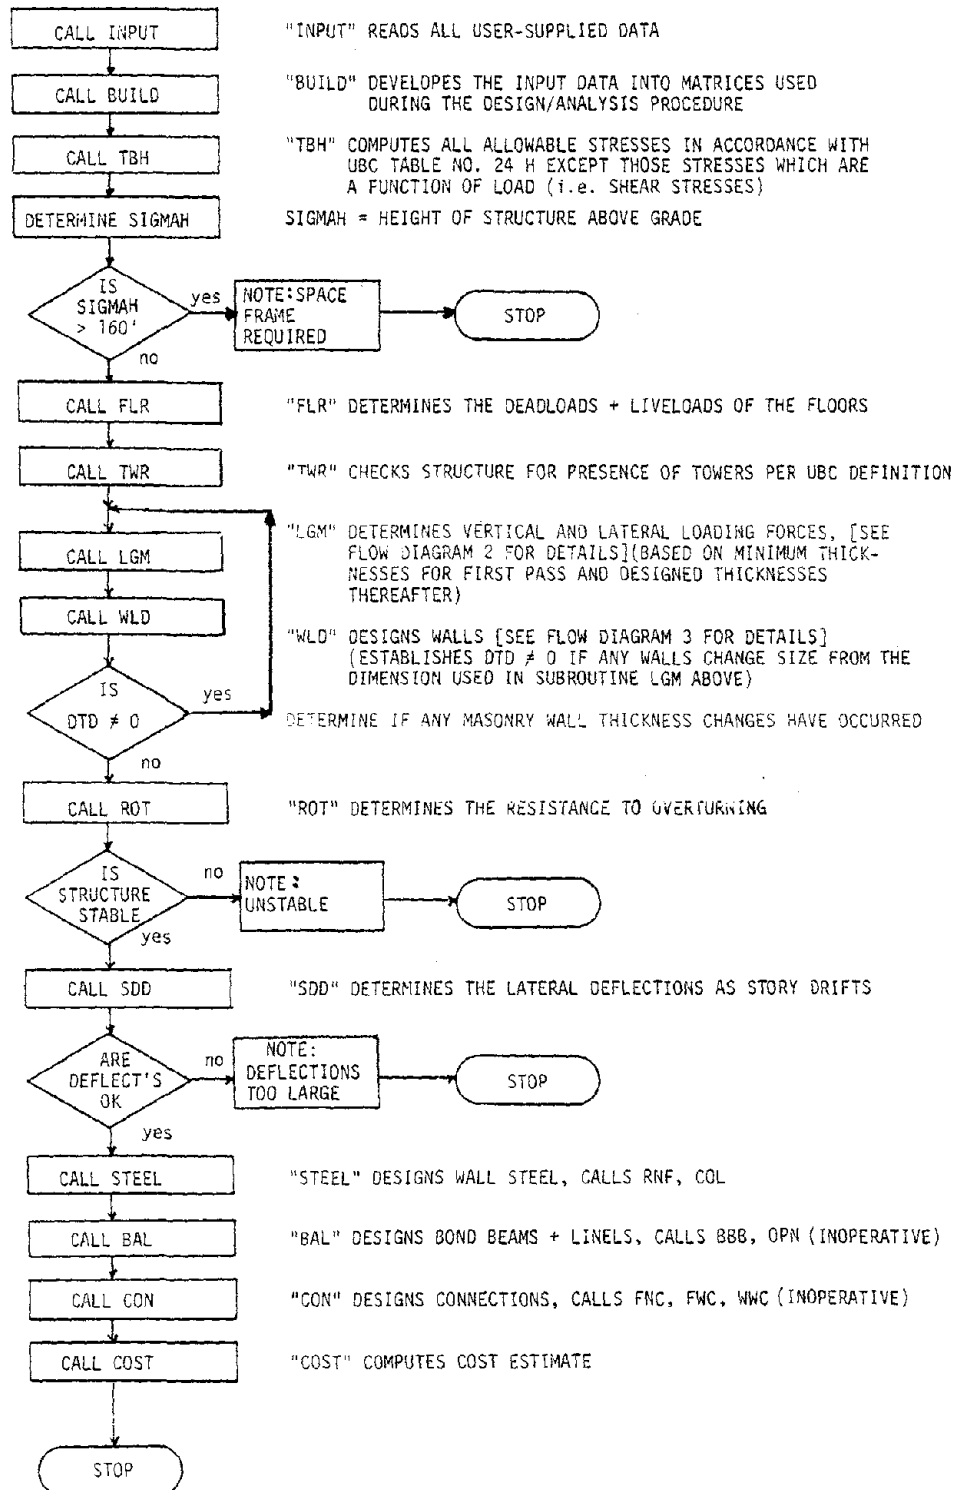 CALL INPUT
"INPUT" READS ALL USER-SUPPLIED DATA
CALL BUILD
"BUILD" DEVELOPES THE INPUT DATA INTO MATRICES USED
DURING THE DESIGN/ANALYSIS PROCEDURE
CALL TBH
"TBH" COMPUTES ALL ALLOWABLE STRESSES IN ACCORDANCE WITH
UBC TABLE NO. 24 H EXCEPT THOSE STRESSES WHICH ARE
A FUNCTION OF LOAD (i.e. SHEAR STRESSES)
DETERMINE SIGMAH
SIGMAH = HEIGHT OF STRUCTURE ABOVE GRADE
IS
SIGMAH
> 160'
yes
NOTE:SPACE
FRAME
REQUIRED
STOP
no
CALL FLR
"FLR" DETERMINES THE DEADLOADS + LIVELOADS OF THE FLOORS
CALL TWR
"TWR" CHECKS STRUCTURE FOR PRESENCE OF TOWERS PER UBC DEFINITION
CALL LGM
"LGM" DETERMINES VERTICAL AND LATERAL LOADING FORCES, [SEE
FLOW DIAGRAM 2 FOR DETAILS](BASED ON MINIMUM THICK-
NESSES FOR FIRST PASS AND DESIGNED THICKNESSES
THEREAFTER)
CALL WLD
"WLD" DESIGNS WALLS [SEE FLOW DIAGRAM 3 FOR DETAILS]
(ESTABLISHES DTD ≠ 0 IF ANY WALLS CHANGE SIZE FROM THE
DIMENSION USED IN SUBROUTINE LGM ABOVE)
IS
DTD ≠ 0
yes
DETERMINE IF ANY MASONRY WALL THICKNESS CHANGES HAVE OCCURRED
no
CALL ROT
"ROT" DETERMINES THE RESISTANCE TO OVERTURNING
IS
STRUCTURE
STABLE
no
NOTE:
UNSTABLE
STOP
yes
CALL SDD
"SDD" DETERMINES THE LATERAL DEFLECTIONS AS STORY DRIFTS
ARE
DEFLECT'S
OK
no
NOTE:
DEFLECTIONS
TOO LARGE
STOP
yes
CALL STEEL
"STEEL" DESIGNS WALL STEEL, CALLS RNF, COL
CALL BAL
"BAL" DESIGNS BOND BEAMS + LINELS, CALLS BBB, OPN (INOPERATIVE)
CALL CON
"CON" DESIGNS CONNECTIONS, CALLS FNC, FWC, WWC (INOPERATIVE)
CALL COST
"COST" COMPUTES COST ESTIMATE
STOP